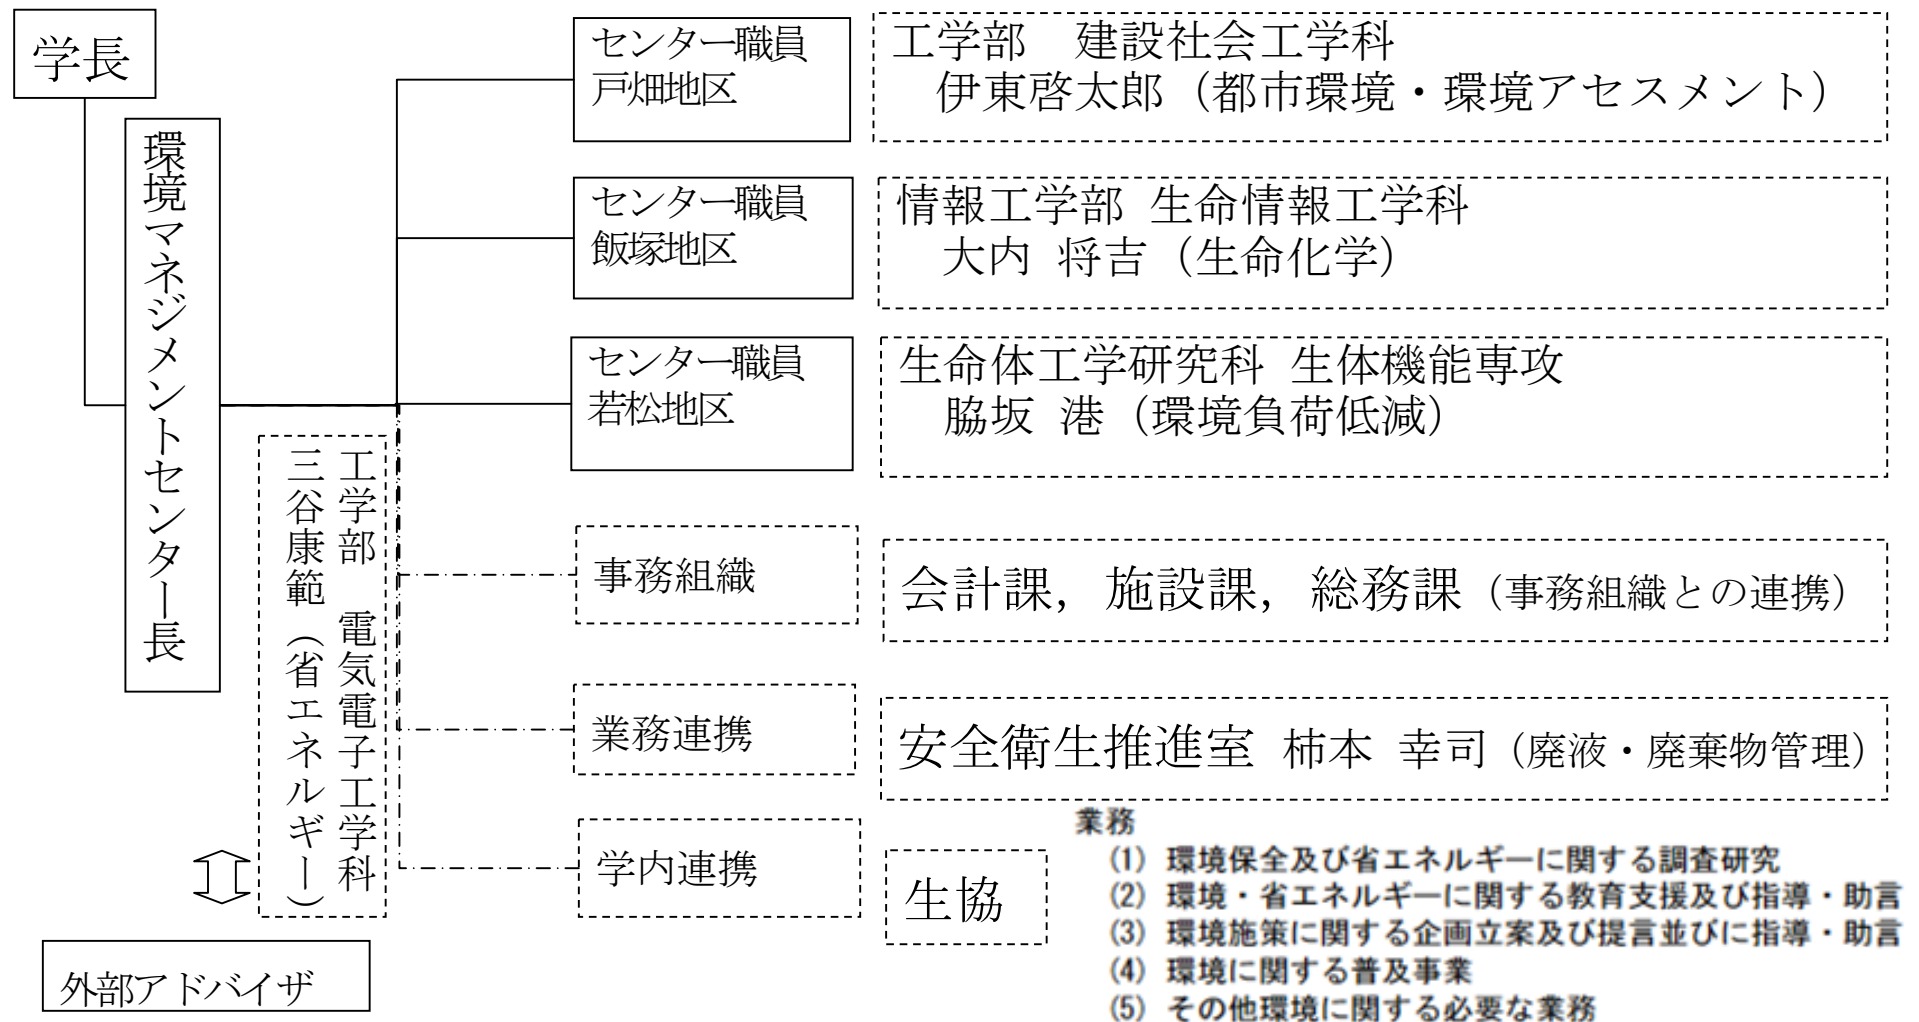 学長
環境マネジメントセンター長
工学部　電気電子工学科
三谷康範（省エネルギー）
外部アドバイザ
センター職員
戸畑地区
工学部　建設社会工学科
伊東啓太郎（都市環境・環境アセスメント）
センター職員
飯塚地区
情報工学部 生命情報工学科
大内 将吉（生命化学）
センター職員
若松地区
生命体工学研究科 生体機能専攻
脇坂 港（環境負荷低減）
事務組織
会計課，施設課，総務課（事務組織との連携）
業務連携
安全衛生推進室 柿本 幸司（廃液・廃棄物管理）
学内連携
生協
業務
(1) 環境保全及び省エネルギーに関する調査研究
(2) 環境・省エネルギーに関する教育支援及び指導・助言
(3) 環境施策に関する企画立案及び提言並びに指導・助言
(4) 環境に関する普及事業
(5) その他環境に関する必要な業務